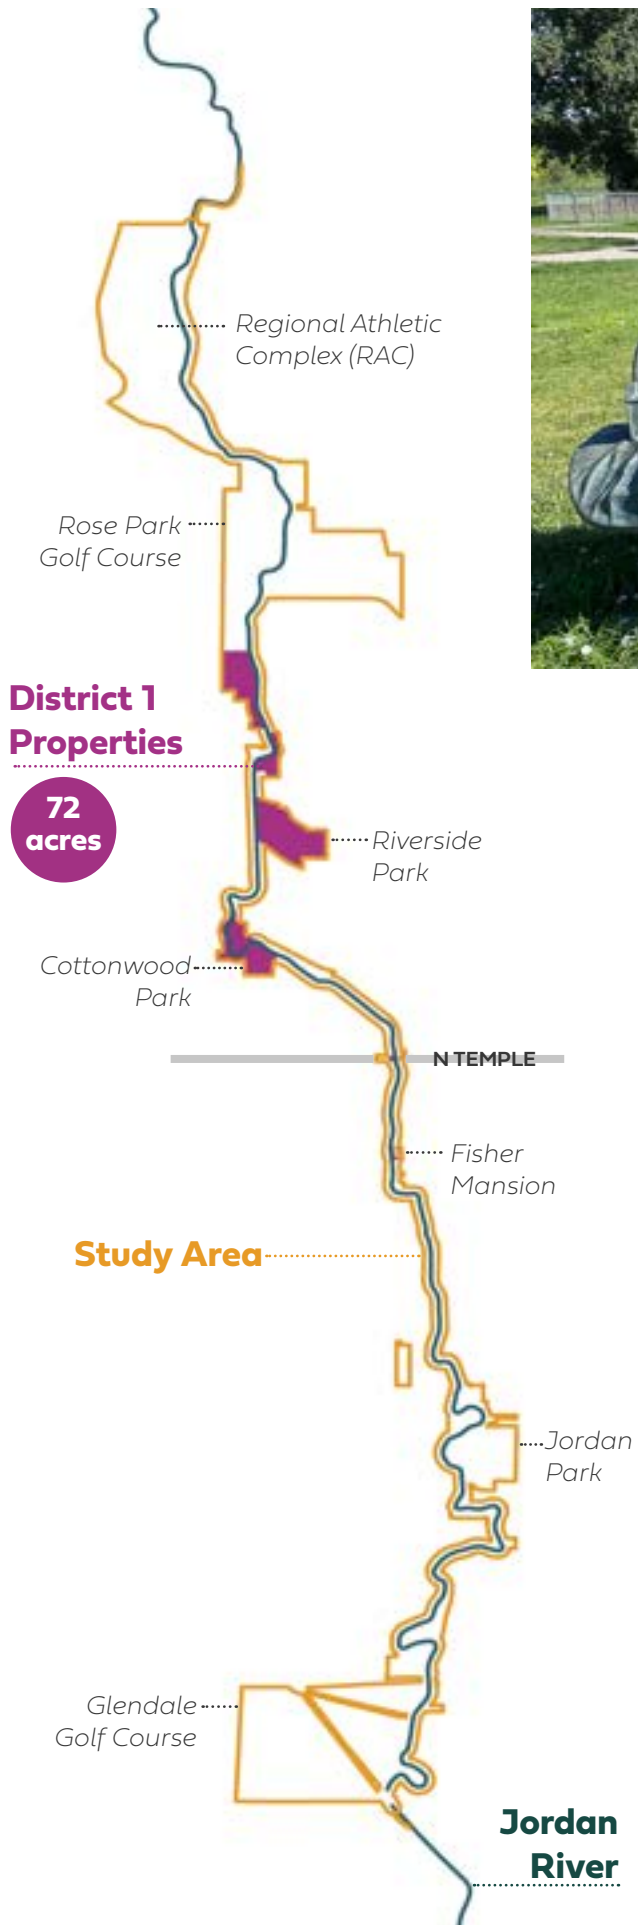 Regional Athletic
Complex (RAC)
Rose Park
Golf Course
District 1
Properties
72
acres
Riverside
Park
Cottonwood
Park
N TEMPLE
Fisher
Mansion
Study Area
Jordan
Park
Glendale
Golf Course
Jordan
River